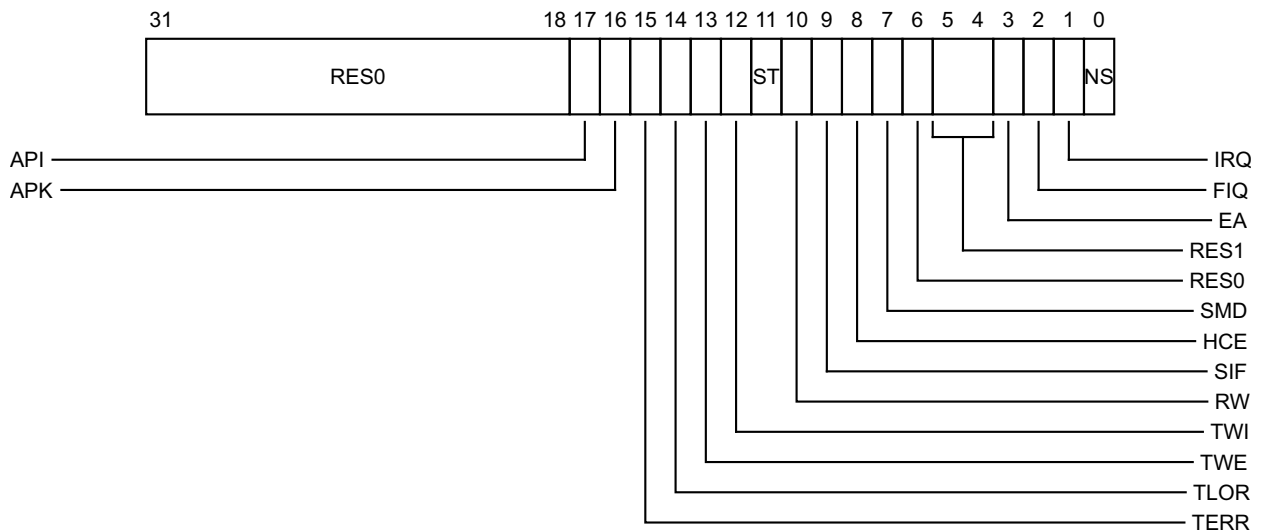 31 18 17 16 15 14 13 12 11 10 9 8 7 6 5 4 3 2 1 0
RES0 ST NS
API IRQ
APK FIQ
EA
RES1
RES0
SMD
HCE
SIF
RW
TWI
TWE
TLOR
TERR